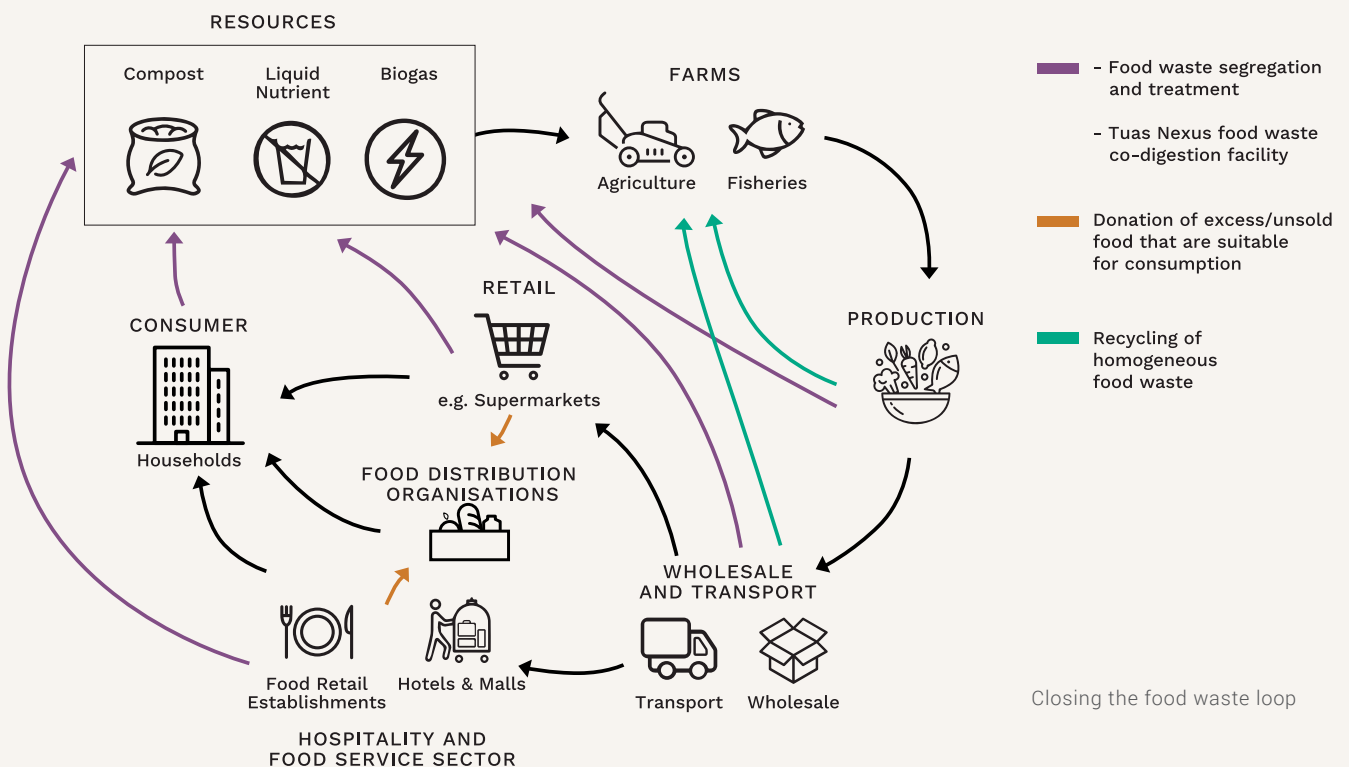 RESOURCES
Compost
Liquid
Nutrient
Biogas
FARMS
Agriculture
Fisheries
– Food waste segregation
and treatment
– Tuas Nexus food waste
co-digestion facility
Donation of excess/unsold
food that are suitable
for consumption
Recycling of
homogeneous
food waste
RETAIL
e.g. Supermarkets
PRODUCTION
CONSUMER
Households
FOOD DISTRIBUTION
ORGANISATIONS
WHOLESALE
AND TRANSPORT
Transport
Wholesale
Food Retail
Establishments
Hotels & Malls
HOSPITALITY AND
FOOD SERVICE SECTOR
Closing the food waste loop